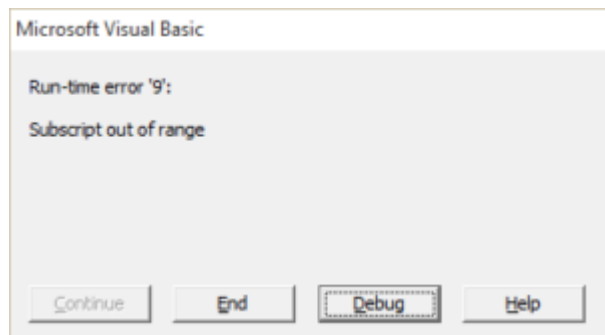 Microsoft Visual Basic
Run-time error '9':
Subscript out of range
Continue End Debug Help